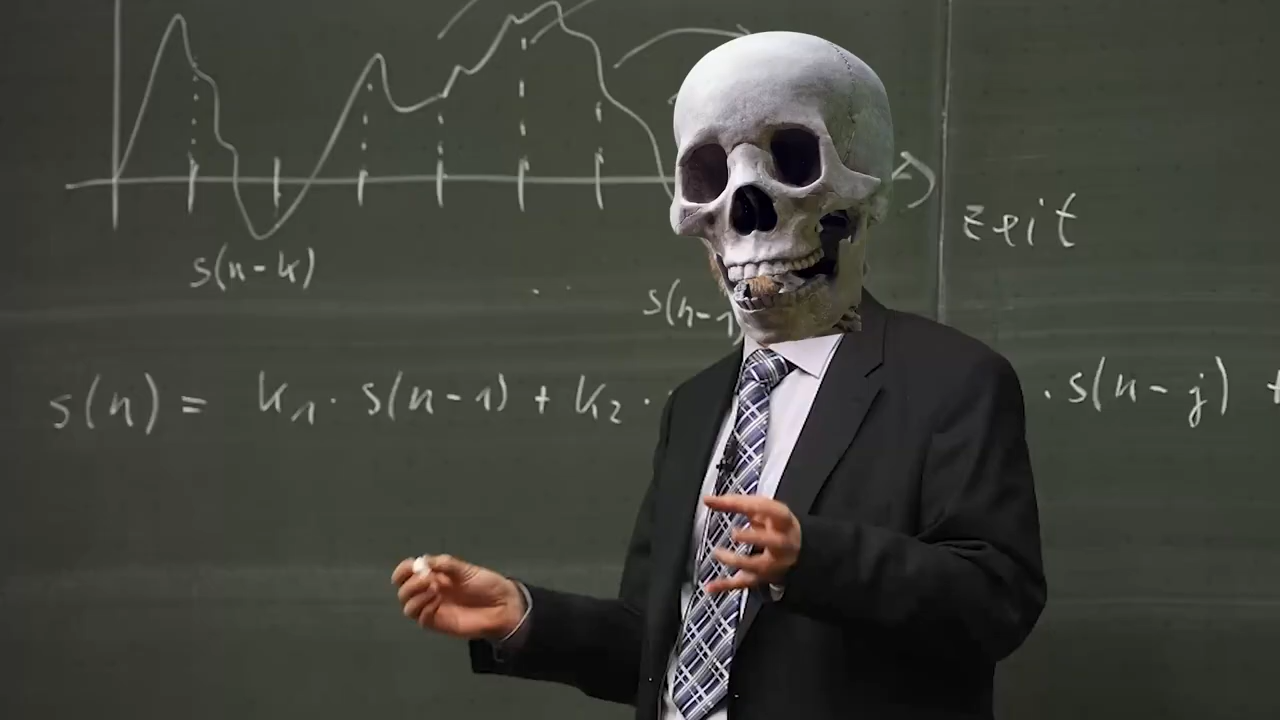 Zeit
s(n-k)
s(n-1)
s(n) = k₁ · s(n-1) + k₂ · · s(n-j) +